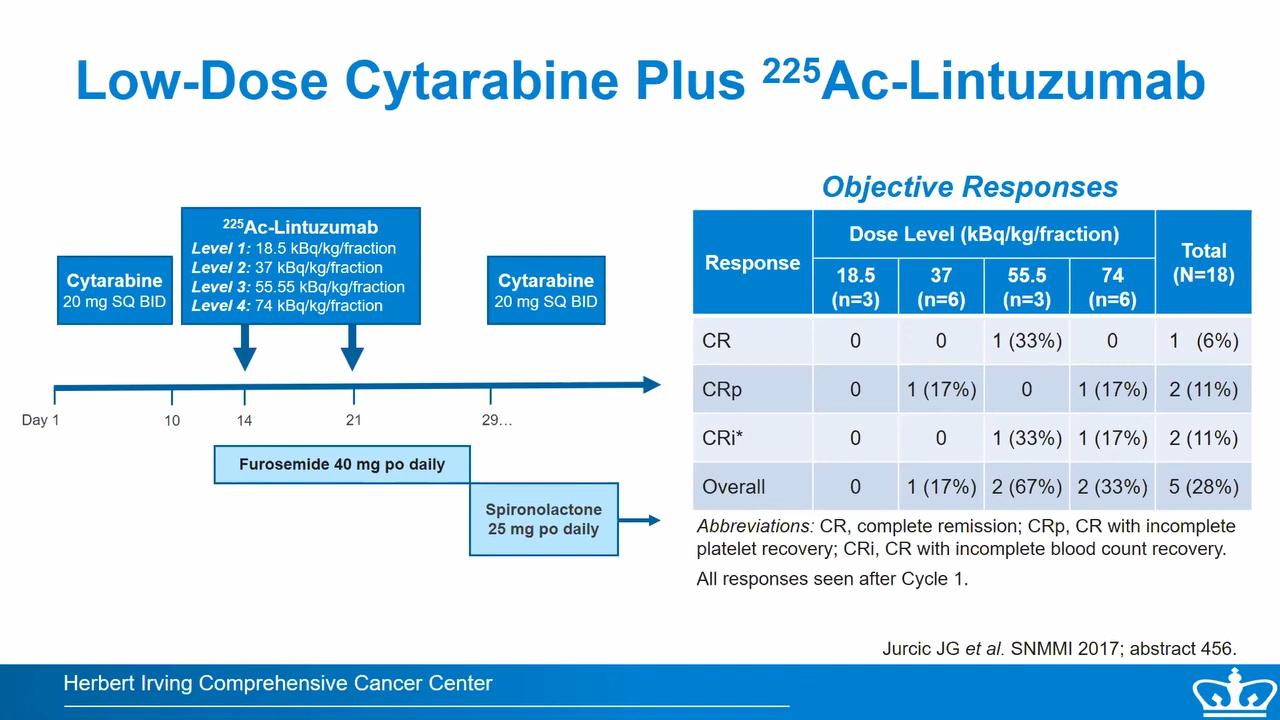 Low-Dose Cytarabine Plus ²²⁵Ac-Lintuzumab
Cytarabine
20 mg SQ BID
²²⁵Ac-Lintuzumab
Level 1: 18.5 kBq/kg/fraction
Level 2: 37 kBq/kg/fraction
Level 3: 55.55 kBq/kg/fraction
Level 4: 74 kBq/kg/fraction
Cytarabine
20 mg SQ BID
Day 1 10 14 21 29...
Furosemide 40 mg po daily
Spironolactone
25 mg po daily
Objective Responses
Response Dose Level (kBq/kg/fraction) Total
(N=18)
18.5 37 55.5 74
(n=3) (n=6) (n=3) (n=6)
CR 0 0 1 (33%) 0 1 (6%)
CRp 0 1 (17%) 0 1 (17%) 2 (11%)
CRi* 0 0 1 (33%) 1 (17%) 2 (11%)
Overall 0 1 (17%) 2 (67%) 2 (33%) 5 (28%)
Abbreviations: CR, complete remission; CRp, CR with incomplete
platelet recovery; CRi, CR with incomplete blood count recovery.
All responses seen after Cycle 1.
Jurcic JG et al. SNMMI 2017; abstract 456.
Herbert Irving Comprehensive Cancer Center